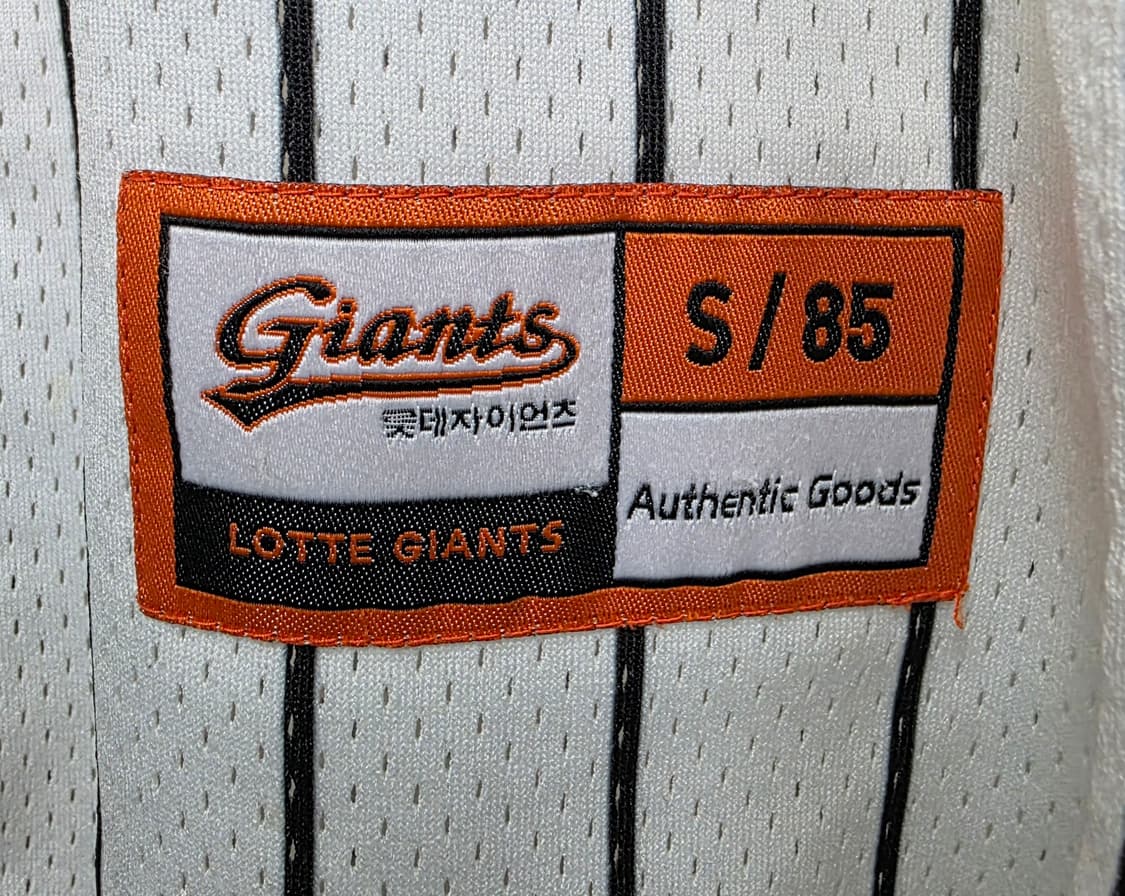 Giants
롯데자이언츠
LOTTE GIANTS
S/85
Authentic Goods